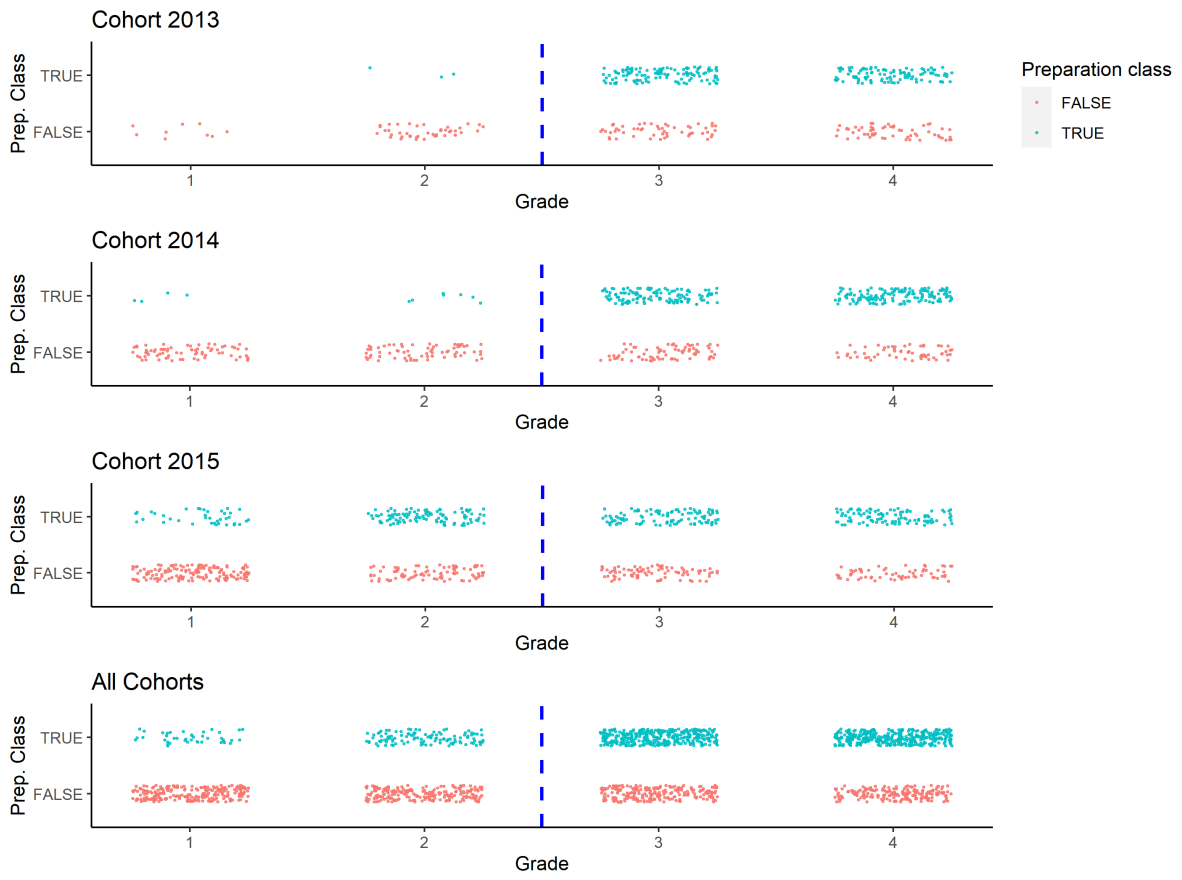 Cohort 2013
Prep. Class
TRUE
FALSE
1 2 3 4
Grade
Preparation class
FALSE
TRUE
Cohort 2014
Prep. Class
TRUE
FALSE
1 2 3 4
Grade
Cohort 2015
Prep. Class
TRUE
FALSE
1 2 3 4
Grade
All Cohorts
Prep. Class
TRUE
FALSE
1 2 3 4
Grade